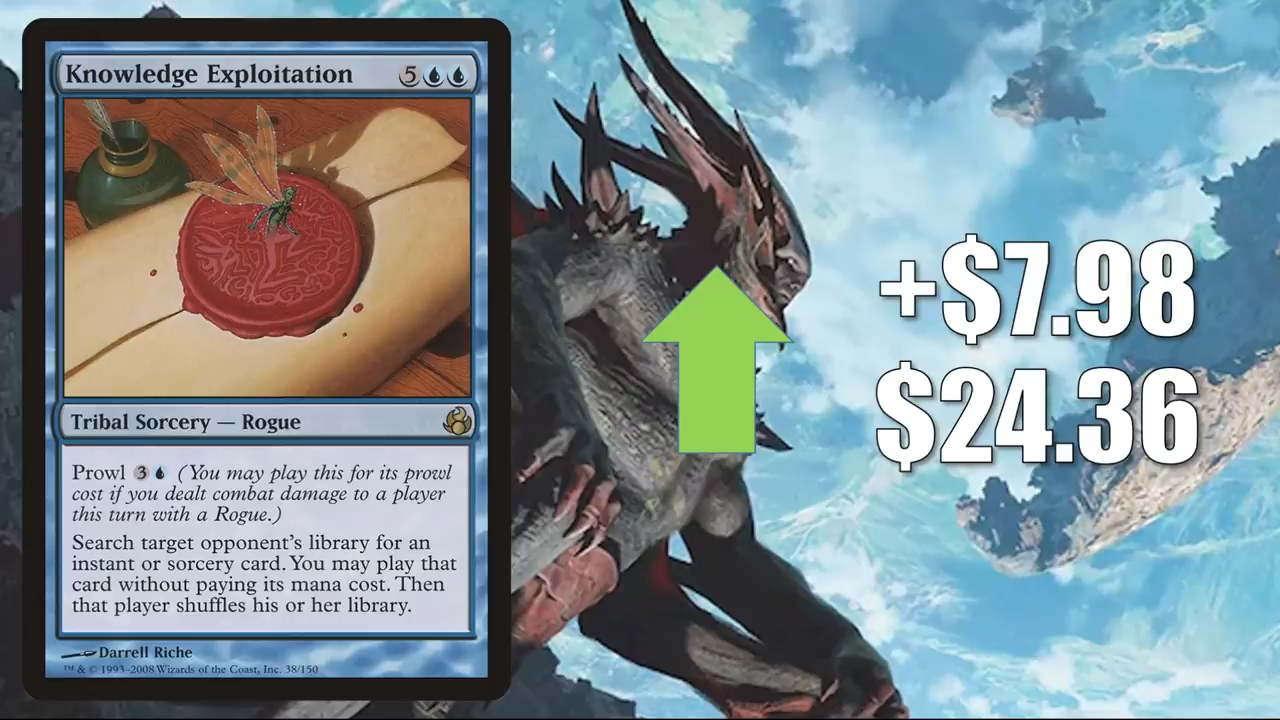 Knowledge Exploitation 5
Tribal Sorcery — Rogue
Prowl 3 (You may play this for its prowl
cost if you dealt combat damage to a player
this turn with a Rogue.)
Search target opponent's library for an
instant or sorcery card. You may play that
card without paying its mana cost. Then
that player shuffles his or her library.
Darrell Riche
™ & © 1993–2008 Wizards of the Coast, Inc. 38/150
+$7.98
$24.36